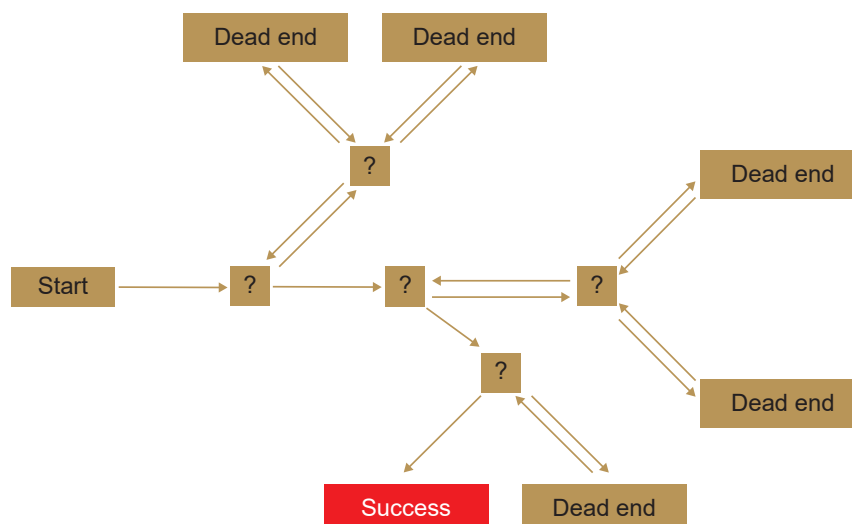 Dead end
Dead end
?
Dead end
Start
?
?
?
?
Dead end
Success
Dead end